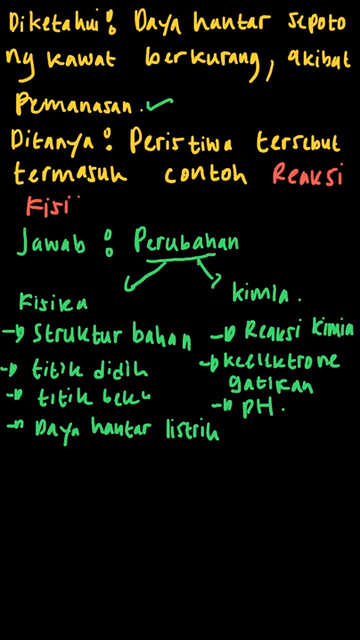 Diketahui : Daya hantar sepoto
ng kawat berkurang, akibat
Pemanasan.
Ditanya : Peristiwa tersebut
termasuk contoh Reaksi
Fisi
Jawab : Perubahan
Fisika
kimia.
→ Struktur bahan
→ titik didih
→ titik beku
→ Daya hantar listrik
→ Reaksi kimia
→ keelektrone
gatifan
→ PH.